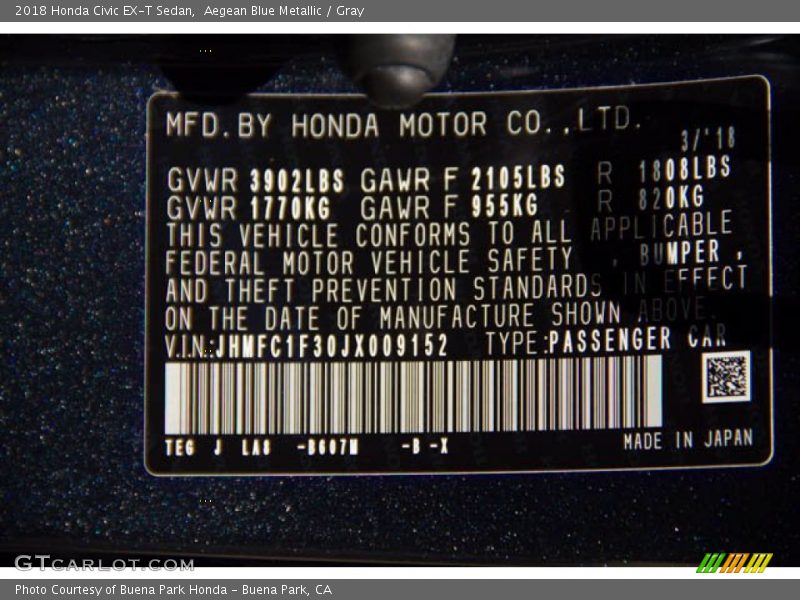 2018 Honda Civic EX-T Sedan,  Aegean Blue Metallic / Gray
MFD. BY HONDA MOTOR CO., LTD.
3/'18
GVWR 3902LBS GAWR F 2105LBS R 1808LBS
GVWR 1770KG GAWR F 955KG R 820KG
THIS VEHICLE CONFORMS TO ALL APPLICABLE
FEDERAL MOTOR VEHICLE SAFETY , BUMPER ,
AND THEFT PREVENTION STANDARDS IN EFFECT
ON THE DATE OF MANUFACTURE SHOWN ABOVE.
V.I.N.:JHMFC1F30JX009152 TYPE:PASSENGER CAR
TEG J LA8 -B607M -B -X
MADE IN JAPAN
GTCARLOT.COM
Photo Courtesy of Buena Park Honda – Buena Park, CA